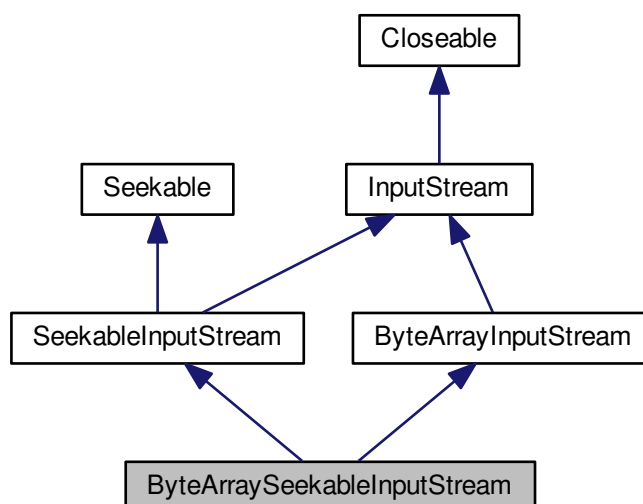 Closeable
Seekable
InputStream
SeekableInputStream
ByteArrayInputStream
ByteArraySeekableInputStream